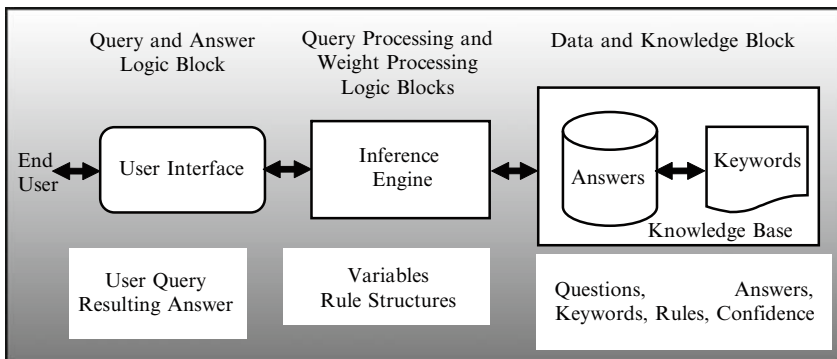 Query and Answer
Logic Block
Query Processing and
Weight Processing
Logic Blocks
Data and Knowledge Block
End
User
User Interface
Inference
Engine
Answers
Keywords
Knowledge Base
User Query
Resulting Answer
Variables
Rule Structures
Questions, Answers,
Keywords, Rules, Confidence